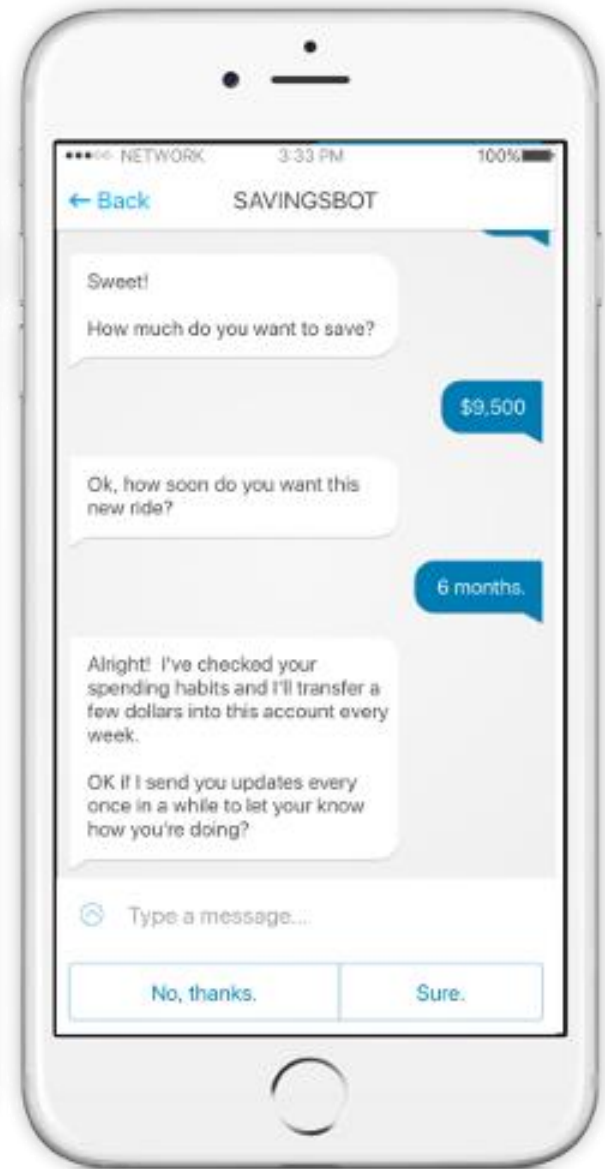 NETWORK 3:33 PM 100%
← Back SAVINGSBOT
Sweet!
How much do you want to save?
$9,500
Ok, how soon do you want this
new ride?
6 months.
Alright! I've checked your
spending habits and I'll transfer a
few dollars into this account every
week.
OK if I send you updates every
once in a while to let your know
how you're doing?
Type a message...
No, thanks. Sure.